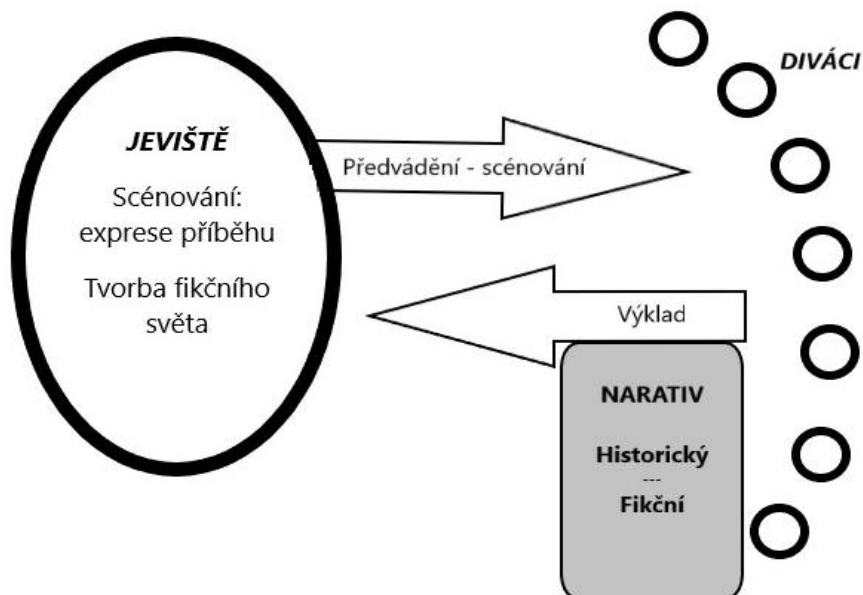 JEVIŠTĚ
Scénování:
exprese příběhu
Tvorba fikčního
světa
Předvádění - scénování
DIVÁCI
Výklad
NARATIV
Historický
---
Fikční